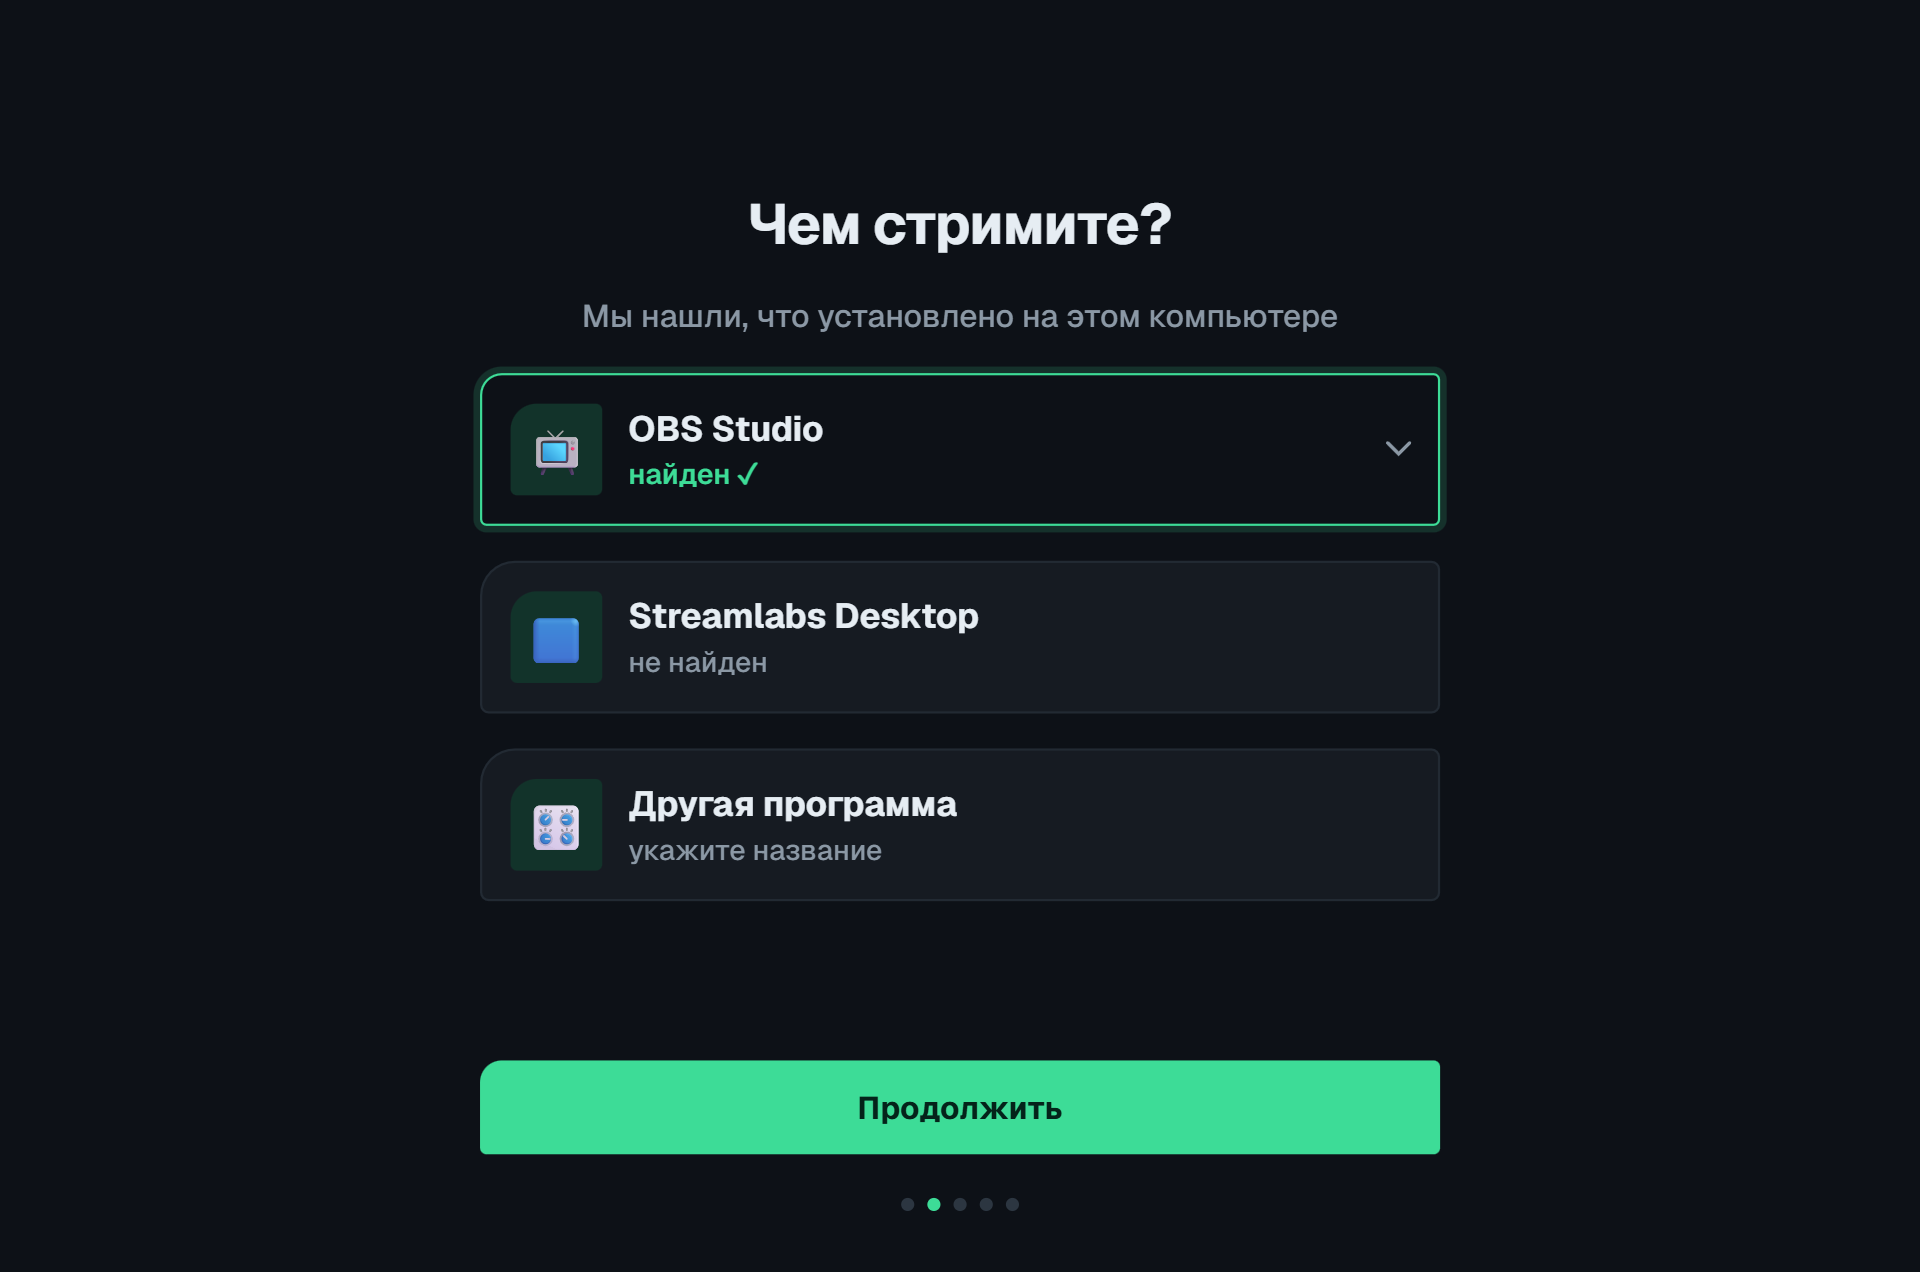 Чем стримите?
Мы нашли, что установлено на этом компьютере
OBS Studio
найден ✓
Streamlabs Desktop
не найден
Другая программа
укажите название
Продолжить